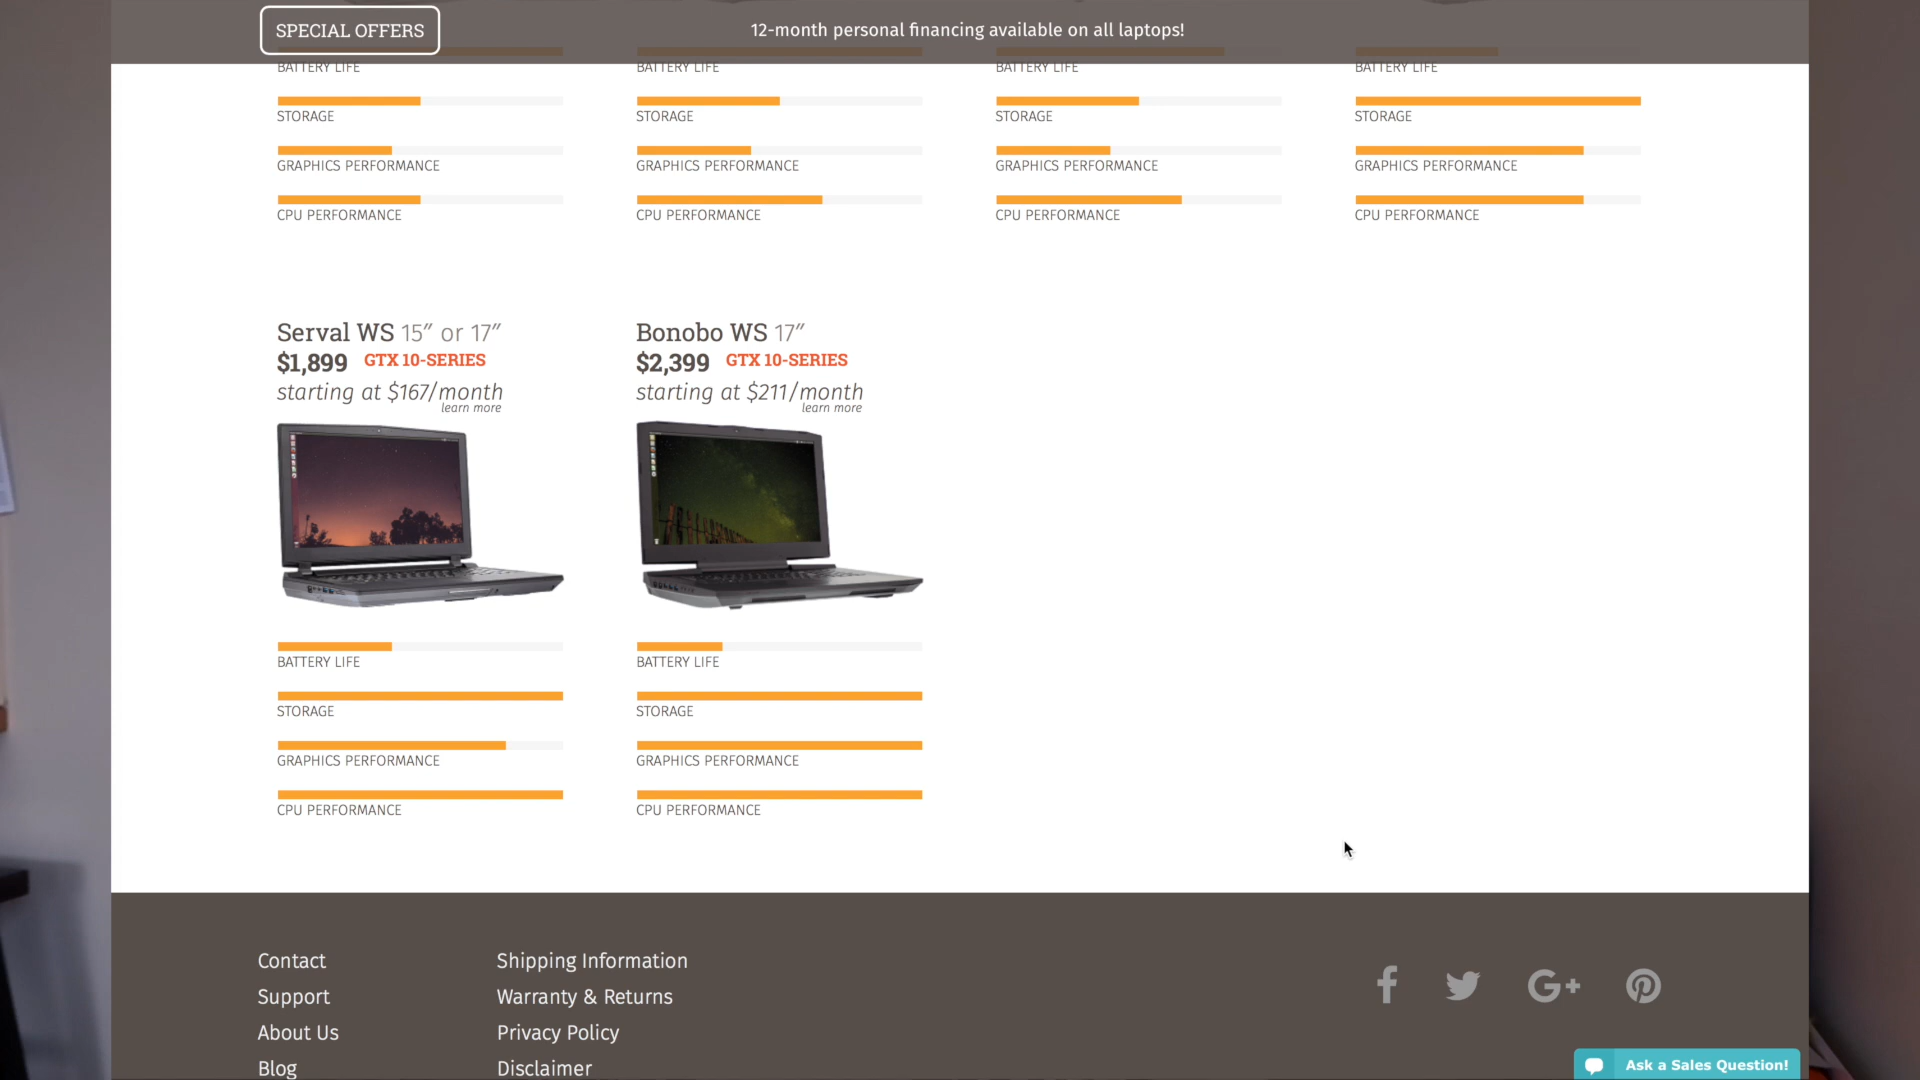 SPECIAL OFFERS
12-month personal financing available on all laptops!
BATTERY LIFE
BATTERY LIFE
BATTERY LIFE
BATTERY LIFE
STORAGE
STORAGE
STORAGE
STORAGE
GRAPHICS PERFORMANCE
GRAPHICS PERFORMANCE
GRAPHICS PERFORMANCE
GRAPHICS PERFORMANCE
CPU PERFORMANCE
CPU PERFORMANCE
CPU PERFORMANCE
CPU PERFORMANCE
Serval WS 15″ or 17″
$1,899 GTX 10-SERIES
starting at $167/month
learn more
BATTERY LIFE
STORAGE
GRAPHICS PERFORMANCE
CPU PERFORMANCE
Bonobo WS 17″
$2,399 GTX 10-SERIES
starting at $211/month
learn more
BATTERY LIFE
STORAGE
GRAPHICS PERFORMANCE
CPU PERFORMANCE
Contact
Support
About Us
Blog
Shipping Information
Warranty & Returns
Privacy Policy
Disclaimer
Ask a Sales Question!